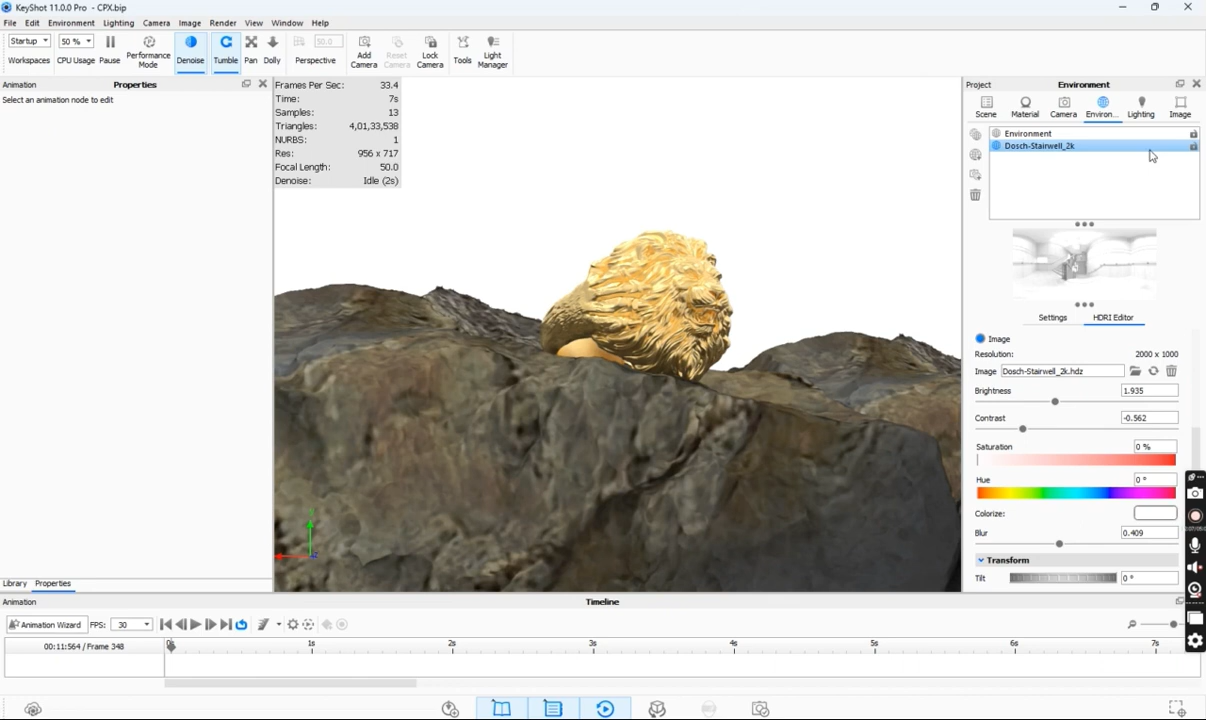 KeyShot 11.0.0 Pro - CPX.bip
File Edit Environment Lighting Camera Image Render View Window Help
Startup 50 % 50.0
Workspaces CPU Usage Pause Performance Mode Denoise Tumble Pan Dolly Perspective Add Camera Reset Camera Lock Camera Tools Light Manager
Animation Properties
Select an animation node to edit
Frames Per Sec: 33.4
Time: 7s
Samples: 13
Triangles: 4,01,33,538
NURBS: 1
Res: 956 x 717
Focal Length: 50.0
Denoise: Idle (2s)
Project Environment
Scene Material Camera Environ... Lighting Image
Environment
Dosch-Stairwell_2k
Settings HDRI Editor
Image
Resolution: 2000 x 1000
Image Dosch-Stairwell_2k.hdz
Brightness 1.935
Contrast -0.562
Saturation 0 %
Hue 0 °
Colorize:
Blur 0.409
Transform
Tilt 0 °
Library Properties
Animation Timeline
Animation Wizard FPS: 30
00:11:564 / Frame 348 0s 1s 2s 3s 4s 5s 6s 7s